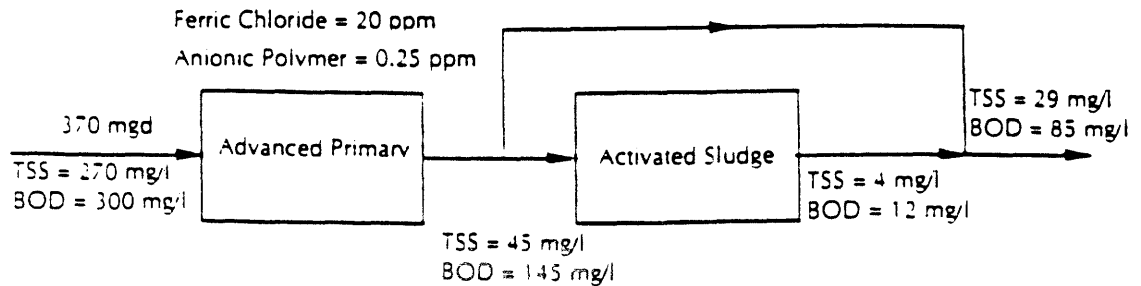 Ferric Chloride = 20 ppm
Anionic Polymer = 0.25 ppm
370 mgd
TSS = 270 mg/l
BOD = 300 mg/l
Advanced Primary
TSS = 45 mg/l
BOD = 145 mg/l
Activated Sludge
TSS = 4 mg/l
BOD = 12 mg/l
TSS = 29 mg/l
BOD = 85 mg/l